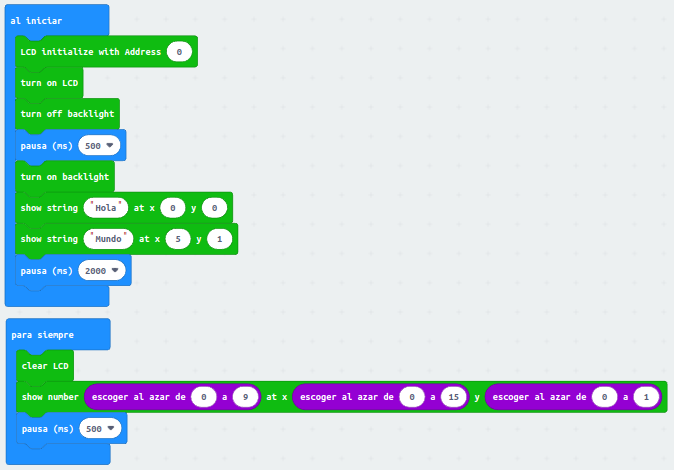 al iniciar
LCD initialize with Address 0
turn on LCD
turn off backlight
pausa (ms) 500
turn on backlight
show string "Hola" at x 0 y 0
show string "Mundo" at x 5 y 1
pausa (ms) 2000
para siempre
clear LCD
show number escoger al azar de 0 a 9 at x escoger al azar de 0 a 15 y escoger al azar de 0 a 1
pausa (ms) 500